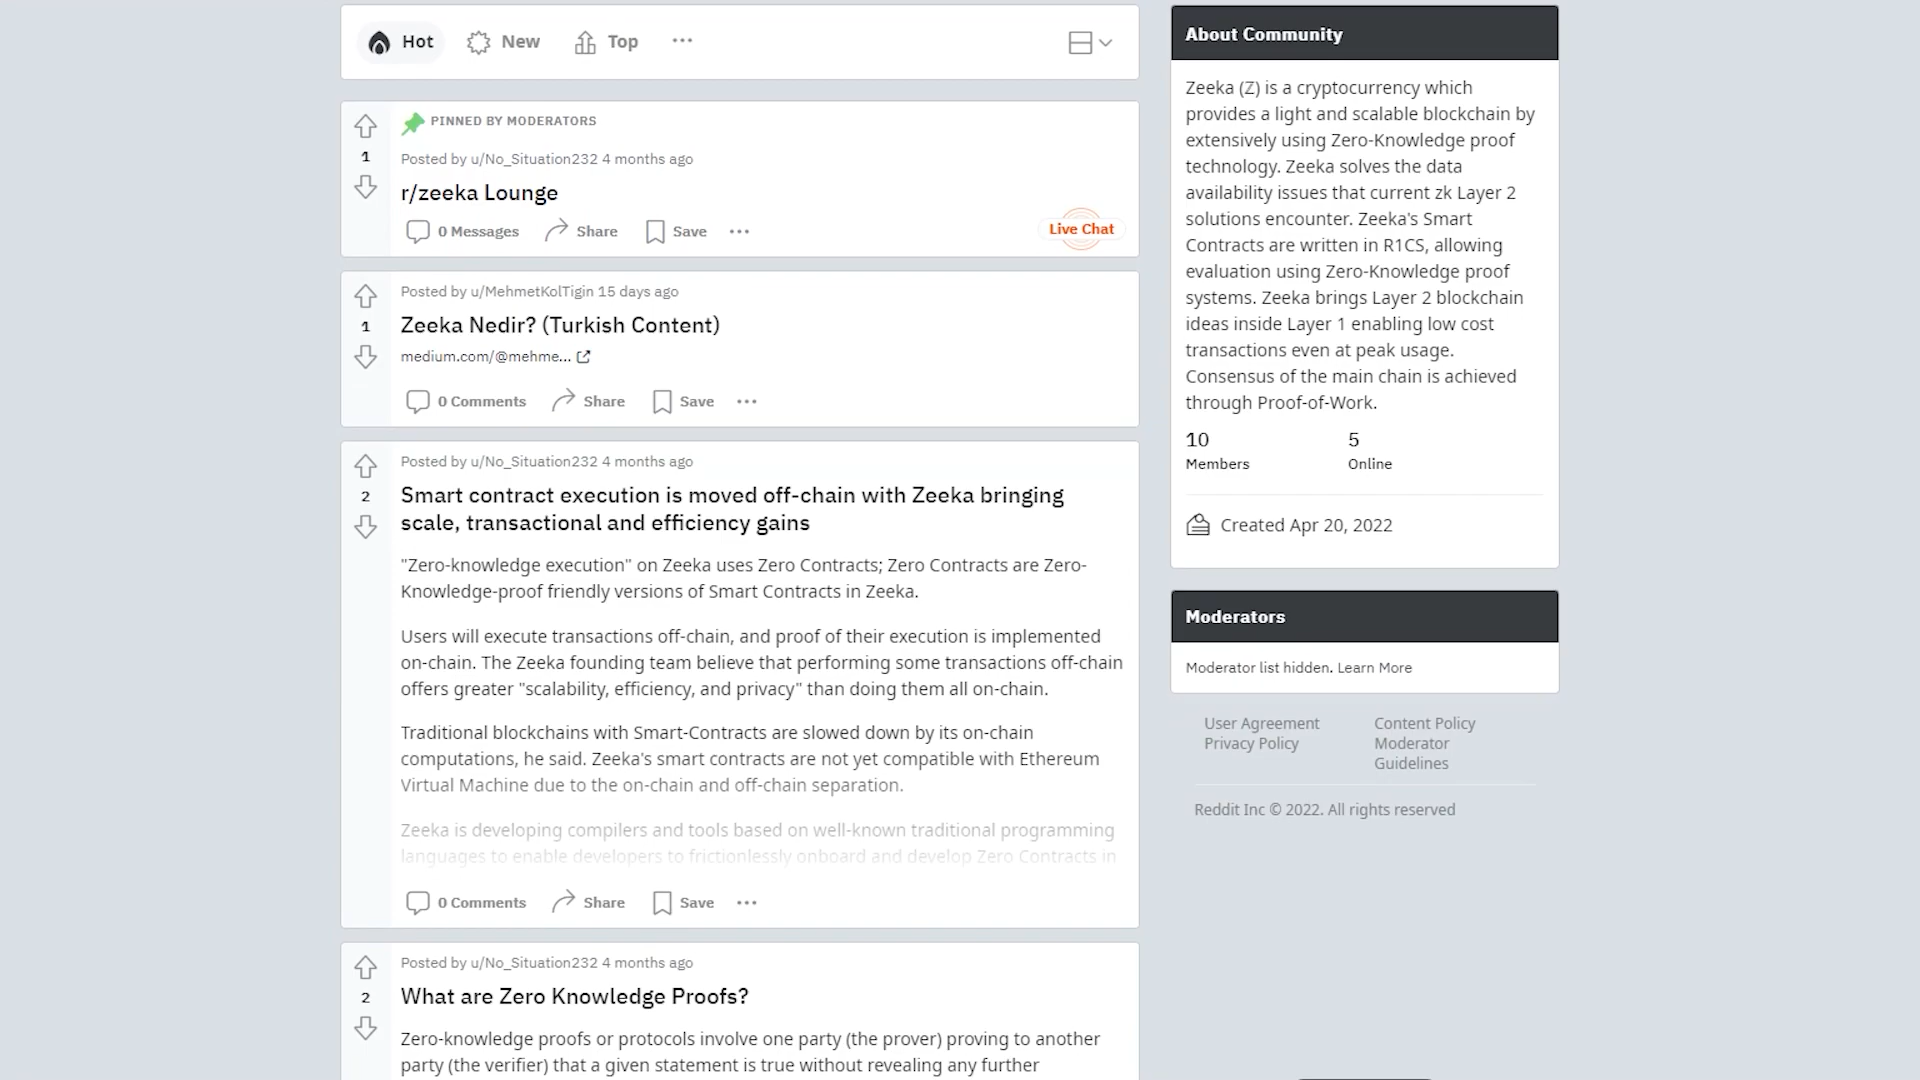 Hot New Top
PINNED BY MODERATORS
1
Posted by u/No_Situation232 4 months ago
r/zeeka Lounge
0 Messages Share Save
Live Chat
Posted by u/MehmetKolTigin 15 days ago
1
Zeeka Nedir? (Turkish Content)
medium.com/@mehme...
0 Comments Share Save
Posted by u/No_Situation232 4 months ago
2
Smart contract execution is moved off-chain with Zeeka bringing
scale, transactional and efficiency gains
"Zero-knowledge execution" on Zeeka uses Zero Contracts; Zero Contracts are Zero-
Knowledge-proof friendly versions of Smart Contracts in Zeeka.
Users will execute transactions off-chain, and proof of their execution is implemented
on-chain. The Zeeka founding team believe that performing some transactions off-chain
offers greater "scalability, efficiency, and privacy" than doing them all on-chain.
Traditional blockchains with Smart-Contracts are slowed down by its on-chain
computations, he said. Zeeka's smart contracts are not yet compatible with Ethereum
Virtual Machine due to the on-chain and off-chain separation.
Zeeka is developing compilers and tools based on well-known traditional programming
languages to enable developers to frictionlessly onboard and develop Zero Contracts in
0 Comments Share Save
Posted by u/No_Situation232 4 months ago
2
What are Zero Knowledge Proofs?
Zero-knowledge proofs or protocols involve one party (the prover) proving to another
party (the verifier) that a given statement is true without revealing any further
About Community
Zeeka (ℤ) is a cryptocurrency which
provides a light and scalable blockchain by
extensively using Zero-Knowledge proof
technology. Zeeka solves the data
availability issues that current zk Layer 2
solutions encounter. Zeeka's Smart
Contracts are written in R1CS, allowing
evaluation using Zero-Knowledge proof
systems. Zeeka brings Layer 2 blockchain
ideas inside Layer 1 enabling low cost
transactions even at peak usage.
Consensus of the main chain is achieved
through Proof-of-Work.
10 5
Members Online
Created Apr 20, 2022
Moderators
Moderator list hidden. Learn More
User Agreement Content Policy
Privacy Policy Moderator
Guidelines
Reddit Inc © 2022. All rights reserved